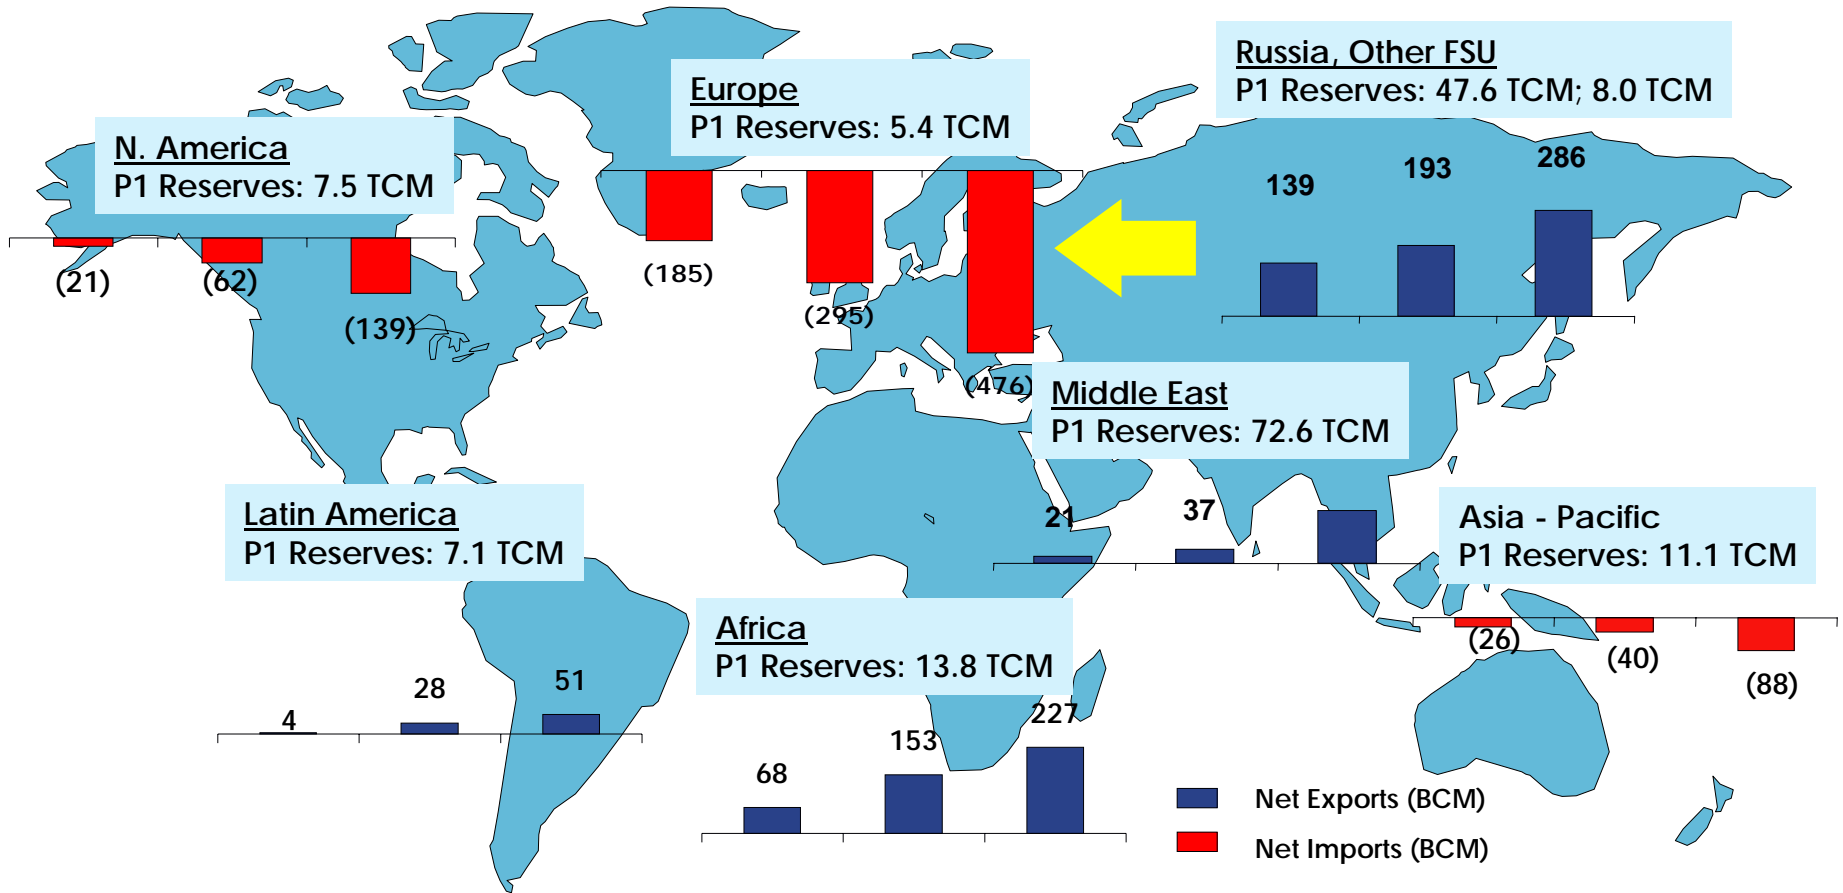 N. America
P1 Reserves: 7.5 TCM
(21)
(62)
(139)
Europe
P1 Reserves: 5.4 TCM
(185)
(295)
(476)
Russia, Other FSU
P1 Reserves: 47.6 TCM; 8.0 TCM
139
193
286
Middle East
P1 Reserves: 72.6 TCM
21
37
Latin America
P1 Reserves: 7.1 TCM
4
28
51
Africa
P1 Reserves: 13.8 TCM
68
153
227
Asia - Pacific
P1 Reserves: 11.1 TCM
(26)
(40)
(88)
Net Exports (BCM)
Net Imports (BCM)